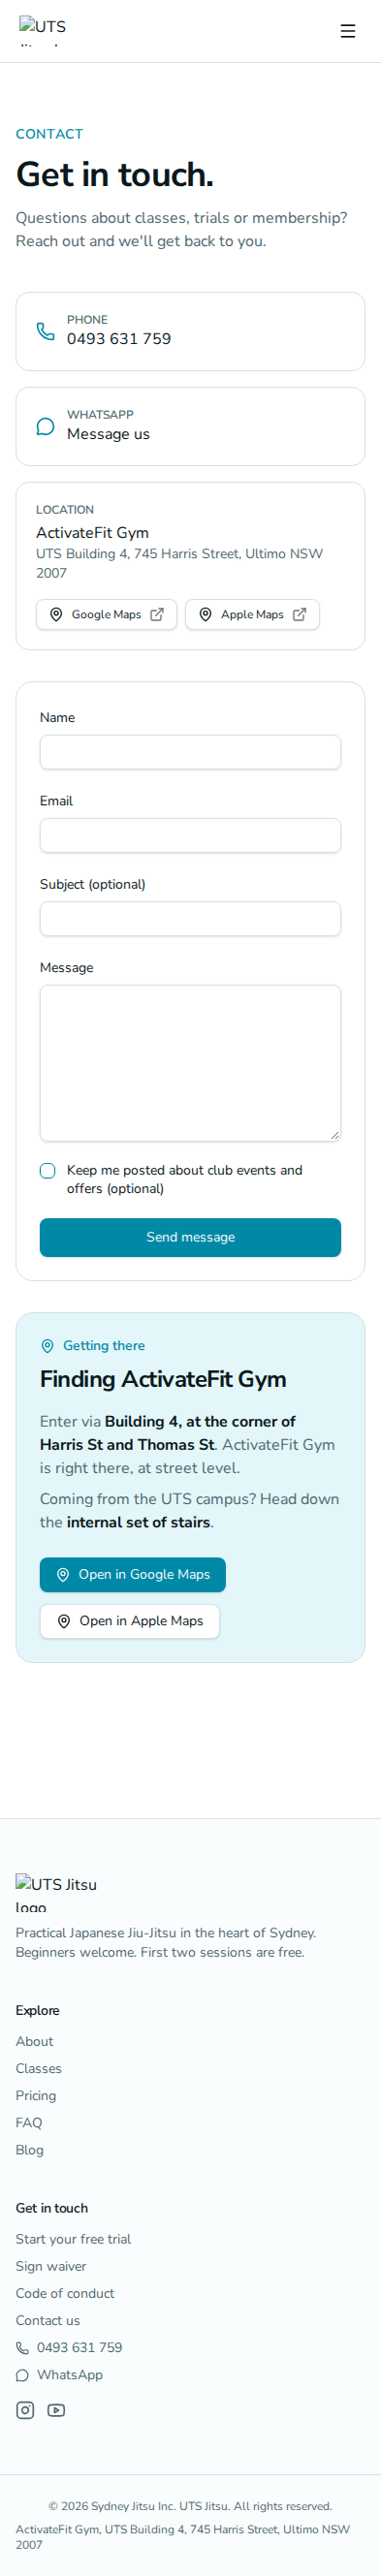 UTS
CONTACT
Get in touch.
Questions about classes, trials or membership?
Reach out and we'll get back to you.
PHONE
0493 631 759
WHATSAPP
Message us
LOCATION
ActivateFit Gym
UTS Building 4, 745 Harris Street, Ultimo NSW
2007
Google Maps
Apple Maps
Name
Email
Subject (optional)
Message
Keep me posted about club events and
offers (optional)
Send message
Getting there
Finding ActivateFit Gym
Enter via Building 4, at the corner of
Harris St and Thomas St. ActivateFit Gym
is right there, at street level.
Coming from the UTS campus? Head down
the internal set of stairs.
Open in Google Maps
Open in Apple Maps
UTS Jitsu
logo
Practical Japanese Jiu-Jitsu in the heart of Sydney.
Beginners welcome. First two sessions are free.
Explore
About
Classes
Pricing
FAQ
Blog
Get in touch
Start your free trial
Sign waiver
Code of conduct
Contact us
0493 631 759
WhatsApp
© 2026 Sydney Jitsu Inc. UTS Jitsu. All rights reserved.
ActivateFit Gym, UTS Building 4, 745 Harris Street, Ultimo NSW
2007